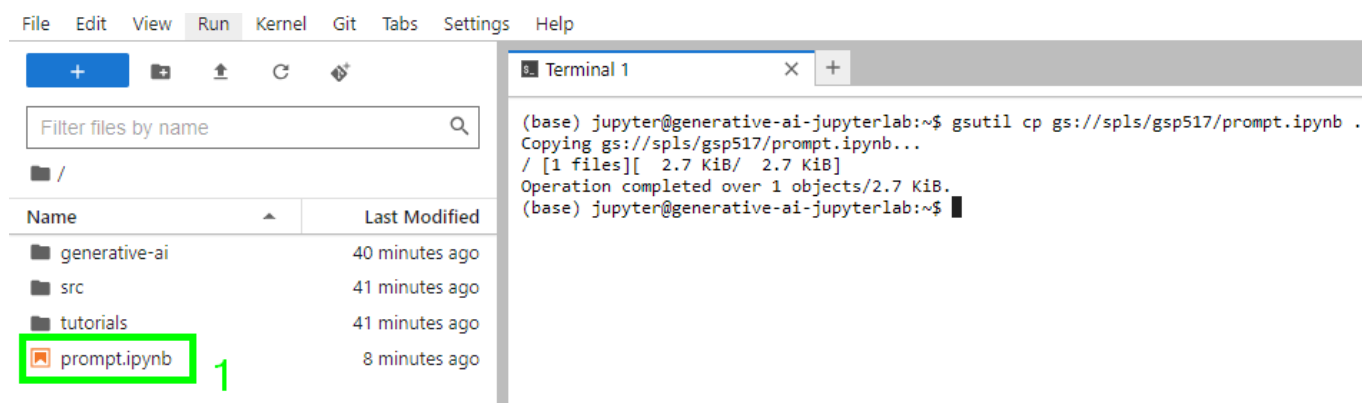 File Edit View Run Kernel Git Tabs Settings Help
+
Filter files by name
/
Name Last Modified
generative-ai 40 minutes ago
src 41 minutes ago
tutorials 41 minutes ago
prompt.ipynb 8 minutes ago
1
Terminal 1
(base) jupyter@generative-ai-jupyterlab:~$ gsutil cp gs://spls/gsp517/prompt.ipynb .
Copying gs://spls/gsp517/prompt.ipynb...
/ [1 files][  2.7 KiB/  2.7 KiB]
Operation completed over 1 objects/2.7 KiB.
(base) jupyter@generative-ai-jupyterlab:~$